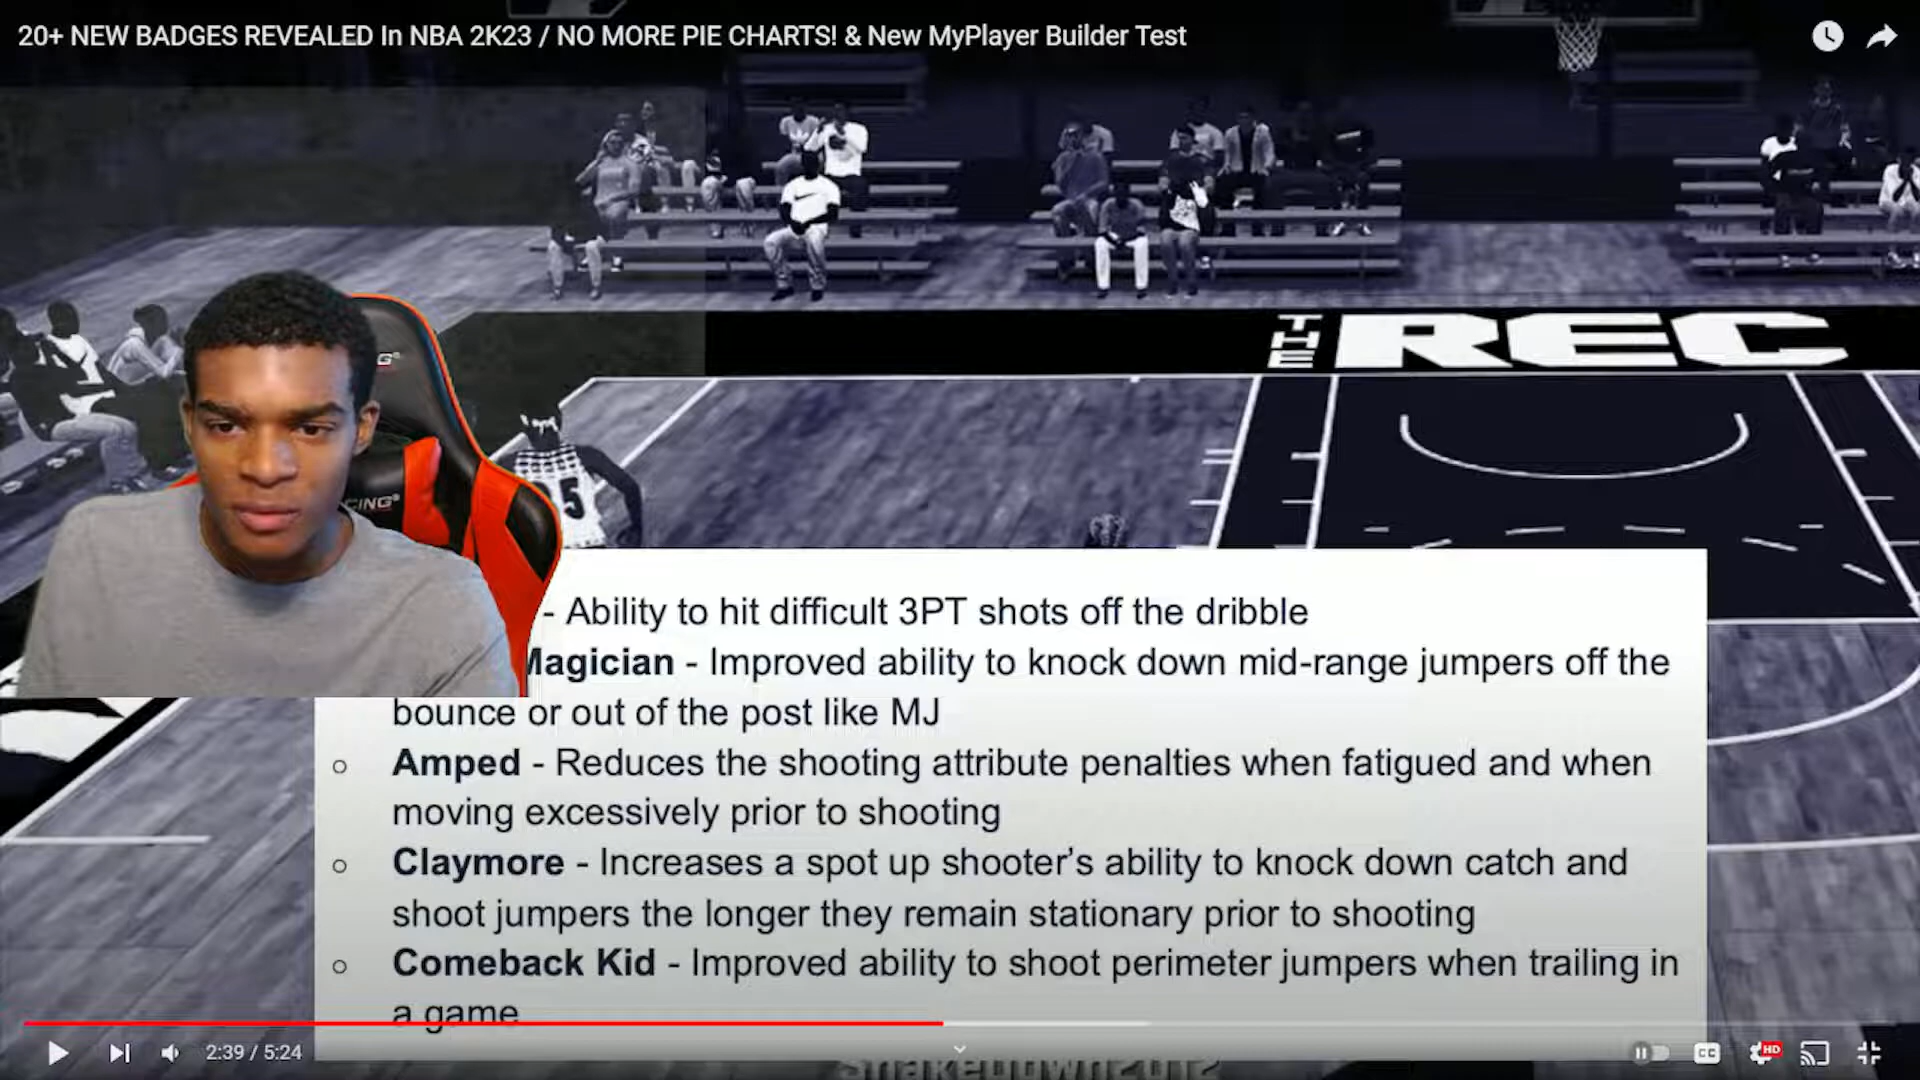 20+ NEW BADGES REVEALED In NBA 2K23 / NO MORE PIE CHARTS! & New MyPlayer Builder Test
THE REC
- Ability to hit difficult 3PT shots off the dribble
Magician - Improved ability to knock down mid-range jumpers off the
bounce or out of the post like MJ
Amped - Reduces the shooting attribute penalties when fatigued and when
moving excessively prior to shooting
Claymore - Increases a spot up shooter’s ability to knock down catch and
shoot jumpers the longer they remain stationary prior to shooting
Comeback Kid - Improved ability to shoot perimeter jumpers when trailing in
a game
2:39 / 5:24
CC
HD